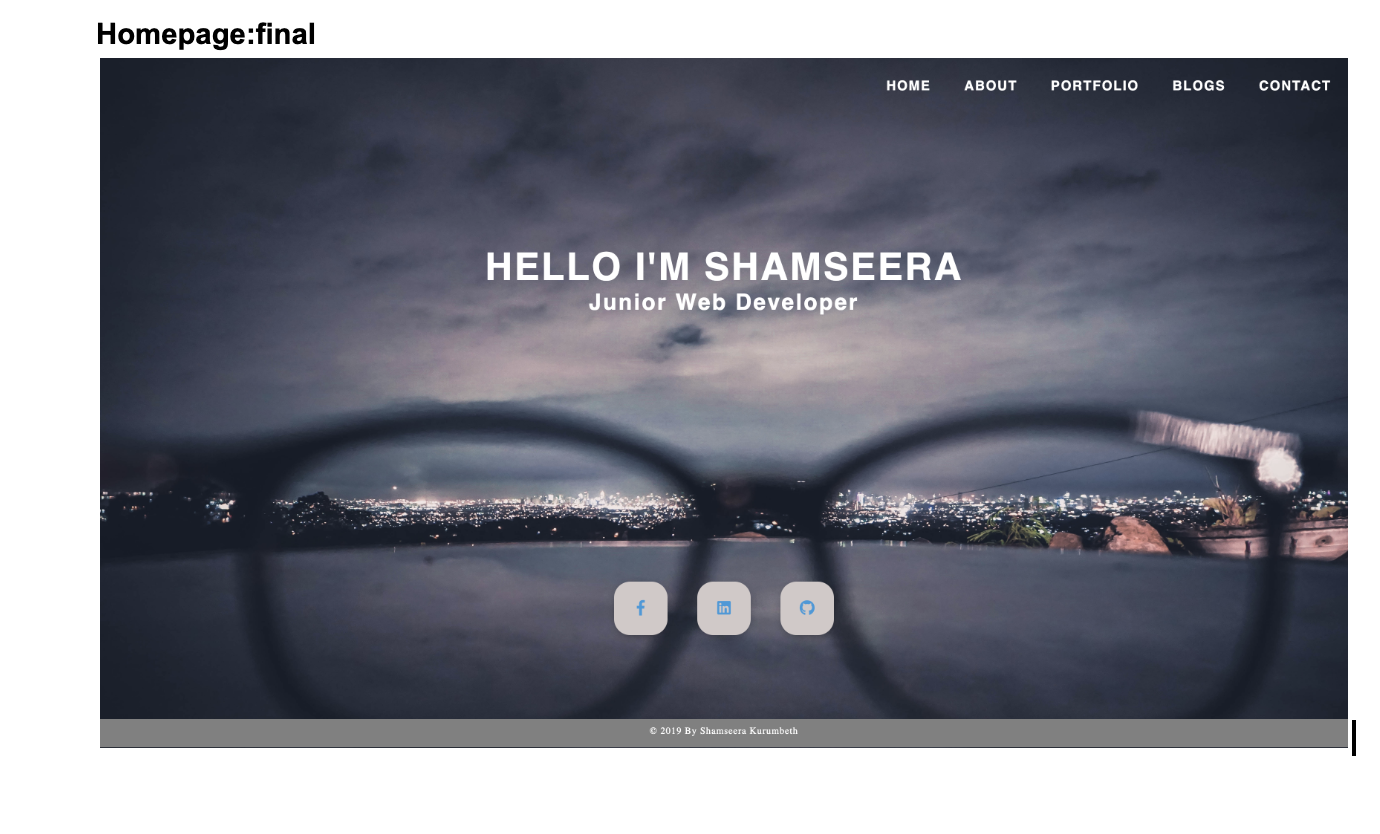 Homepage:final
HOME ABOUT PORTFOLIO BLOGS CONTACT
HELLO I'M SHAMSEERA
Junior Web Developer
© 2019 By Shamseera Kurumbeth